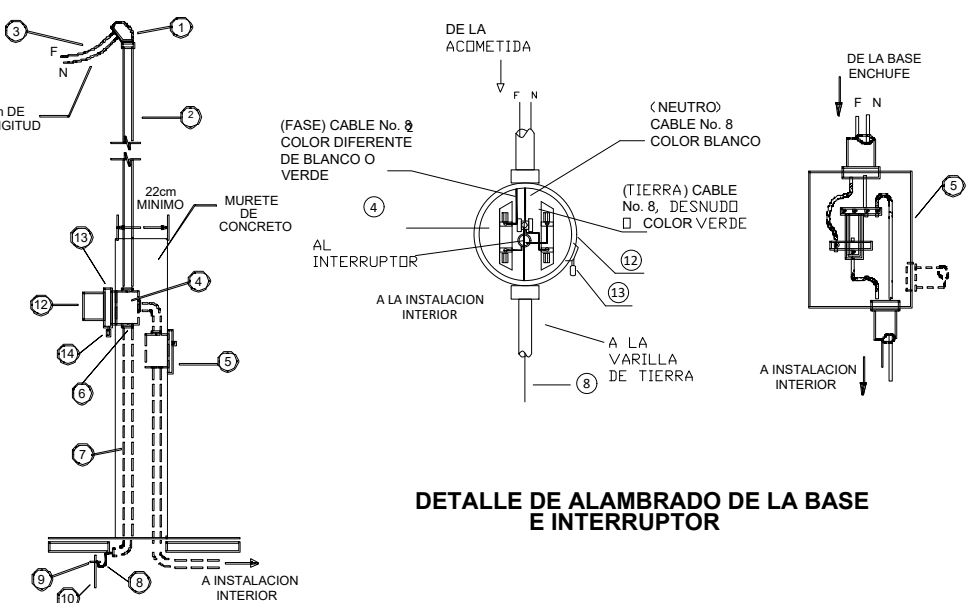 3
1
F
N
DE
2
22cm
MINIMO
MURETE
DE
CONCRETO
13
4
12
14
5
6
7
9
8
10
A INSTALACION
INTERIOR
DE LA
ACOMETIDA
F N
(FASE) CABLE No. 8
COLOR DIFERENTE
DE BLANCO O
VERDE
(NEUTRO)
CABLE No. 8
COLOR BLANCO
4
(TIERRA) CABLE
No. 8, DESNUDO
O COLOR VERDE
AL
INTERRUPTOR
12
13
A LA INSTALACION
INTERIOR
A LA
VARILLA
DE TIERRA
8
DE LA BASE
ENCHUFE
F N
5
A INSTALACION
INTERIOR
DETALLE DE ALAMBRADO DE LA BASE
E INTERRUPTOR